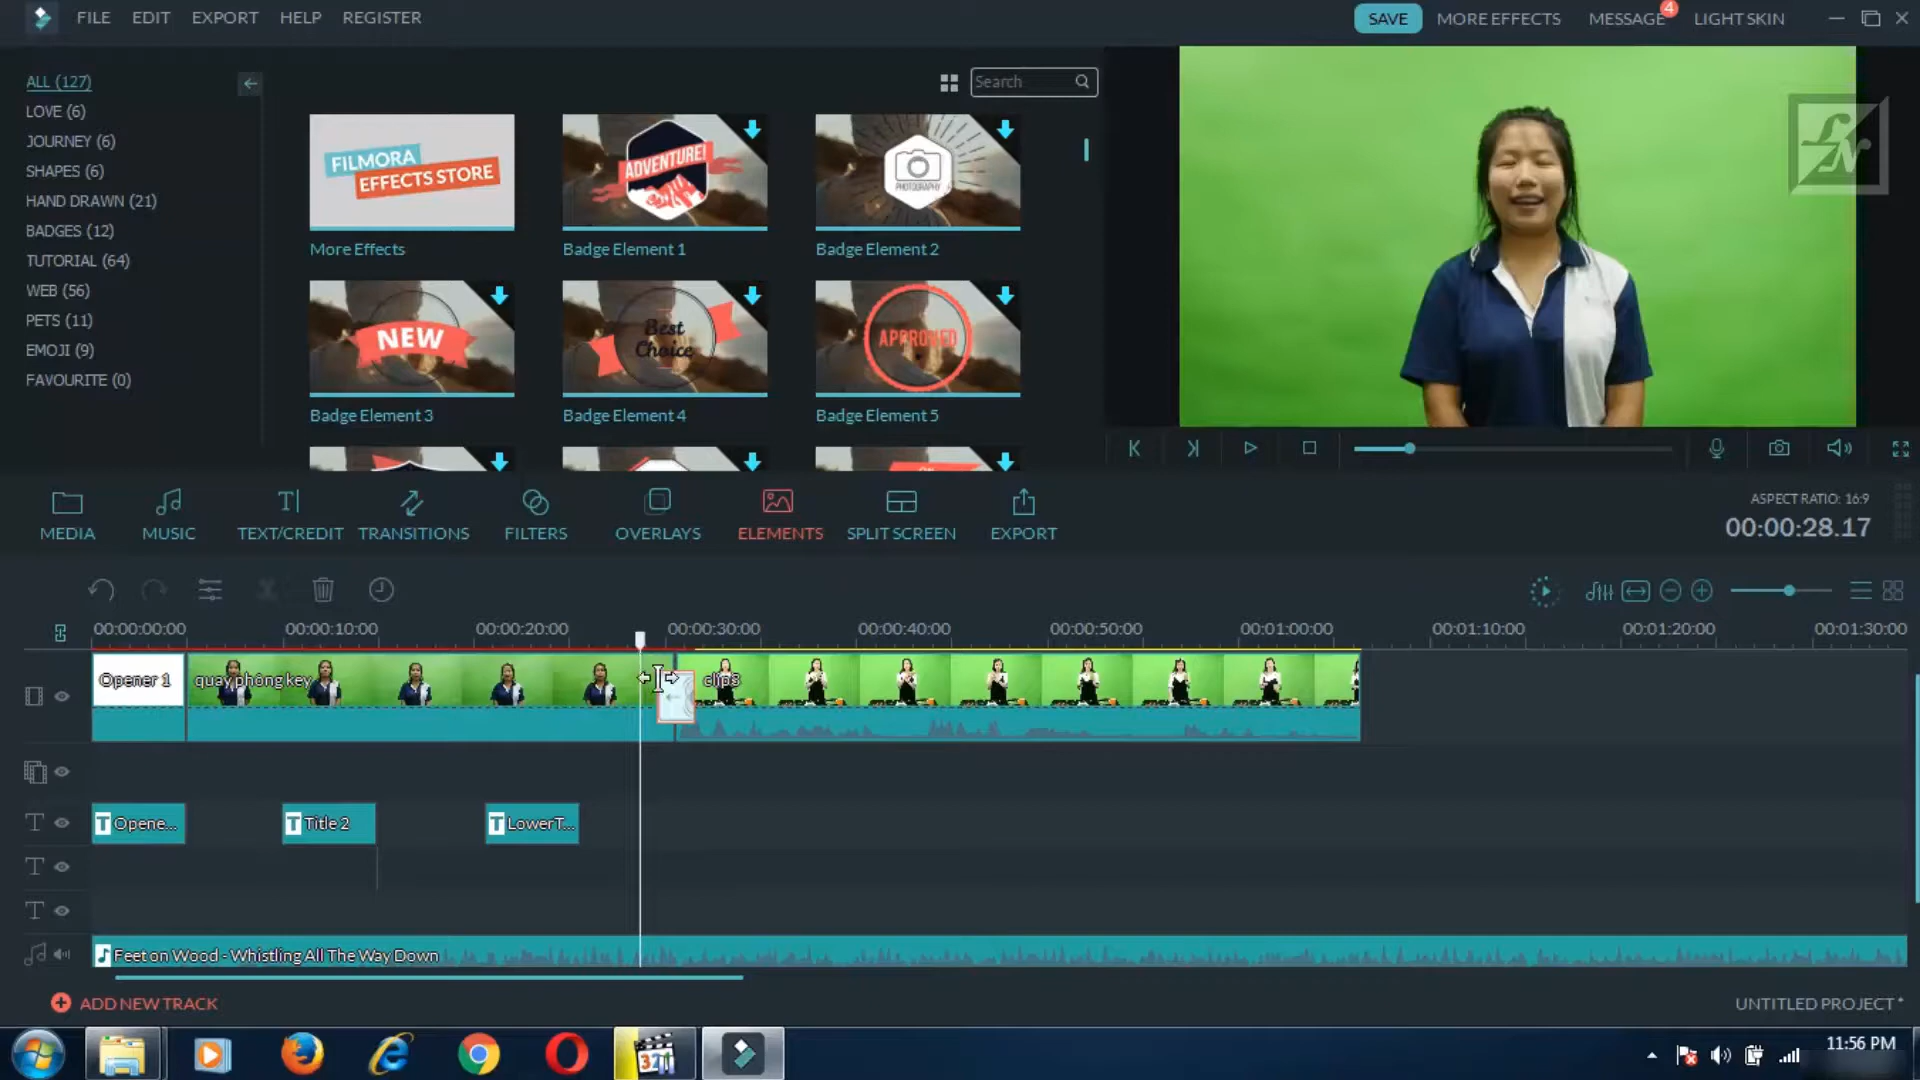 FILE EDIT EXPORT HELP REGISTER
SAVE MORE EFFECTS MESSAGE 4 LIGHT SKIN
ALL (127)
LOVE (6)
JOURNEY (6)
SHAPES (6)
HAND DRAWN (21)
BADGES (12)
TUTORIAL (64)
WEB (56)
PETS (11)
EMOJI (9)
FAVOURITE (0)
Search
FILMORA
EFFECTS STORE
ADVENTURE!
PHOTOGRAPHY
More Effects
Badge Element 1
Badge Element 2
NEW
Best
Choice
APPROVED
Badge Element 3
Badge Element 4
Badge Element 5
LN
MEDIA MUSIC TEXT/CREDIT TRANSITIONS FILTERS OVERLAYS ELEMENTS SPLIT SCREEN EXPORT
ASPECT RATIO: 16:9
00:00:28.17
00:00:00:00 00:00:10:00 00:00:20:00 00:00:30:00 00:00:40:00 00:00:50:00 00:01:00:00 00:01:10:00 00:01:20:00 00:01:30:00
Opener 1 quay phông key clip3
T Opene... T Title 2 T LowerT...
T
T
Feet on Wood - Whistling All The Way Down
ADD NEW TRACK
UNTITLED PROJECT *
321
11:56 PM